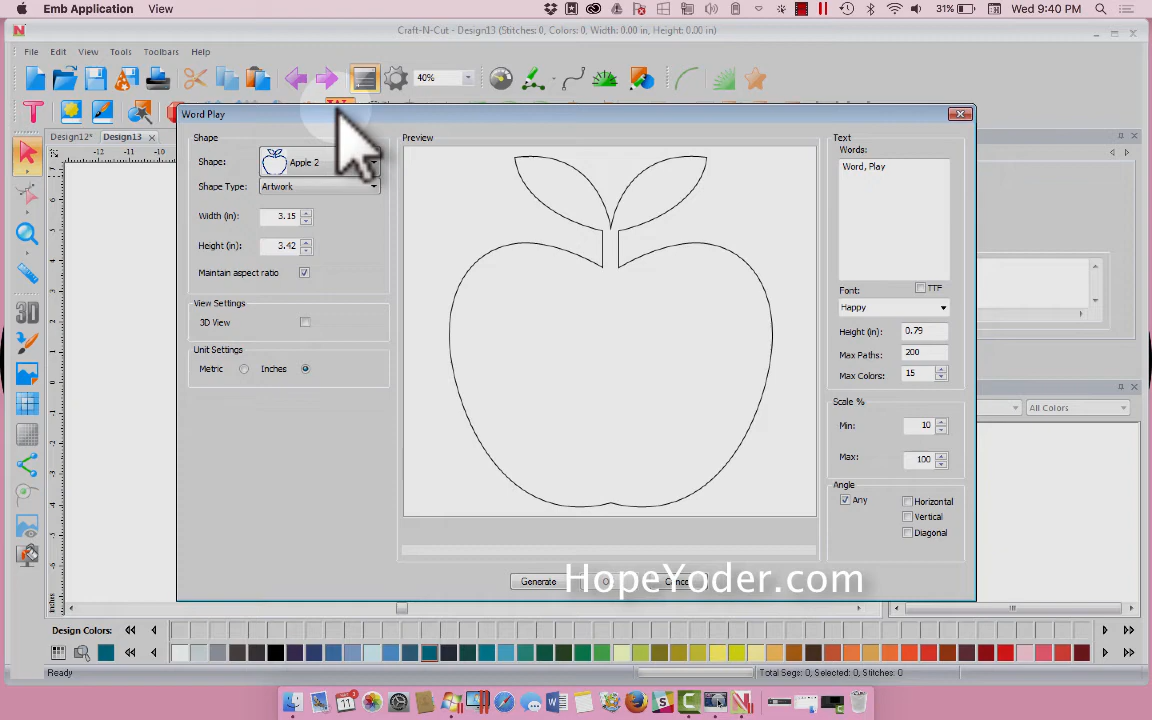 Emb Application View
31% Wed 9:40 PM
Craft-N-Cut - Design13 (Stitches: 0, Colors: 0, Width: 0.00 in, Height: 0.00 in)
File Edit View Tools Toolbars Help
40%
Word Play
Design12* Design13
Shape
Shape: Apple 2
Shape Type: Artwork
Width (in): 3.15
Height (in): 3.42
Maintain aspect ratio
View Settings
3D View
Unit Settings
Metric Inches
Preview
Text
Words:
Word, Play
Font: TTF
Happy
Height (in): 0.79
Max Paths: 200
Max Colors: 15
Scale %
Min: 10
Max: 100
Angle
Any Horizontal
Vertical
Diagonal
All Colors
Generate
HopeYoder.com
Design Colors:
Ready
Total Segs: 0, Selected: 0, Stitches: 0